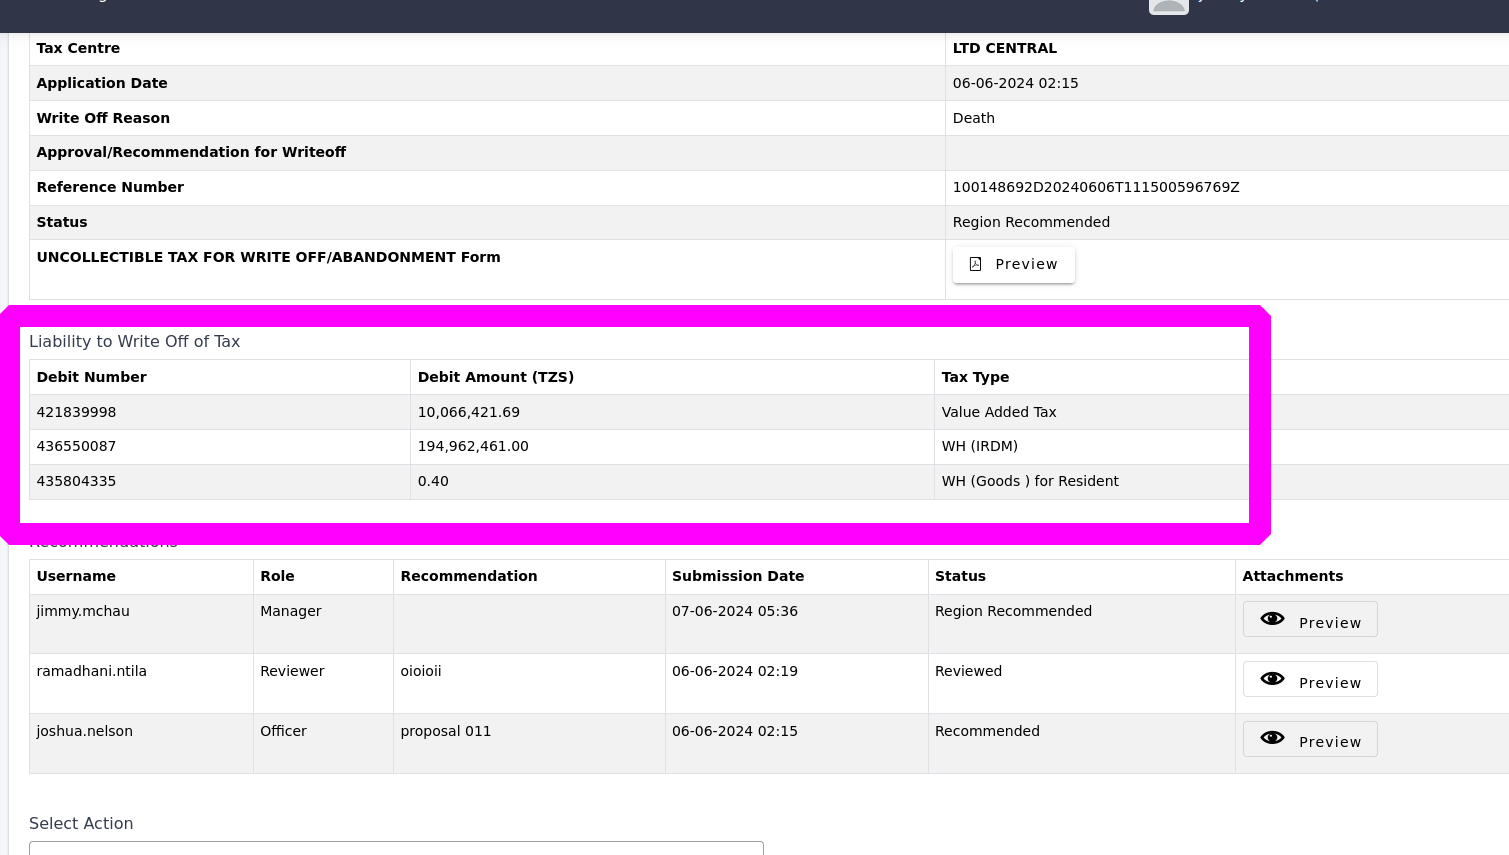 Tax Centre LTD CENTRAL
Application Date 06-06-2024 02:15
Write Off Reason Death
Approval/Recommendation for Writeoff
Reference Number 100148692D20240606T111500596769Z
Status Region Recommended
UNCOLLECTIBLE TAX FOR WRITE OFF/ABANDONMENT Form Preview
Liability to Write Off of Tax
Debit Number Debit Amount (TZS) Tax Type
421839998 10,066,421.69 Value Added Tax
436550087 194,962,461.00 WH (IRDM)
435804335 0.40 WH (Goods ) for Resident
Recommendations
Username Role Recommendation Submission Date Status Attachments
jimmy.mchau Manager 07-06-2024 05:36 Region Recommended Preview
ramadhani.ntila Reviewer oioioii 06-06-2024 02:19 Reviewed Preview
joshua.nelson Officer proposal 011 06-06-2024 02:15 Recommended Preview
Select Action